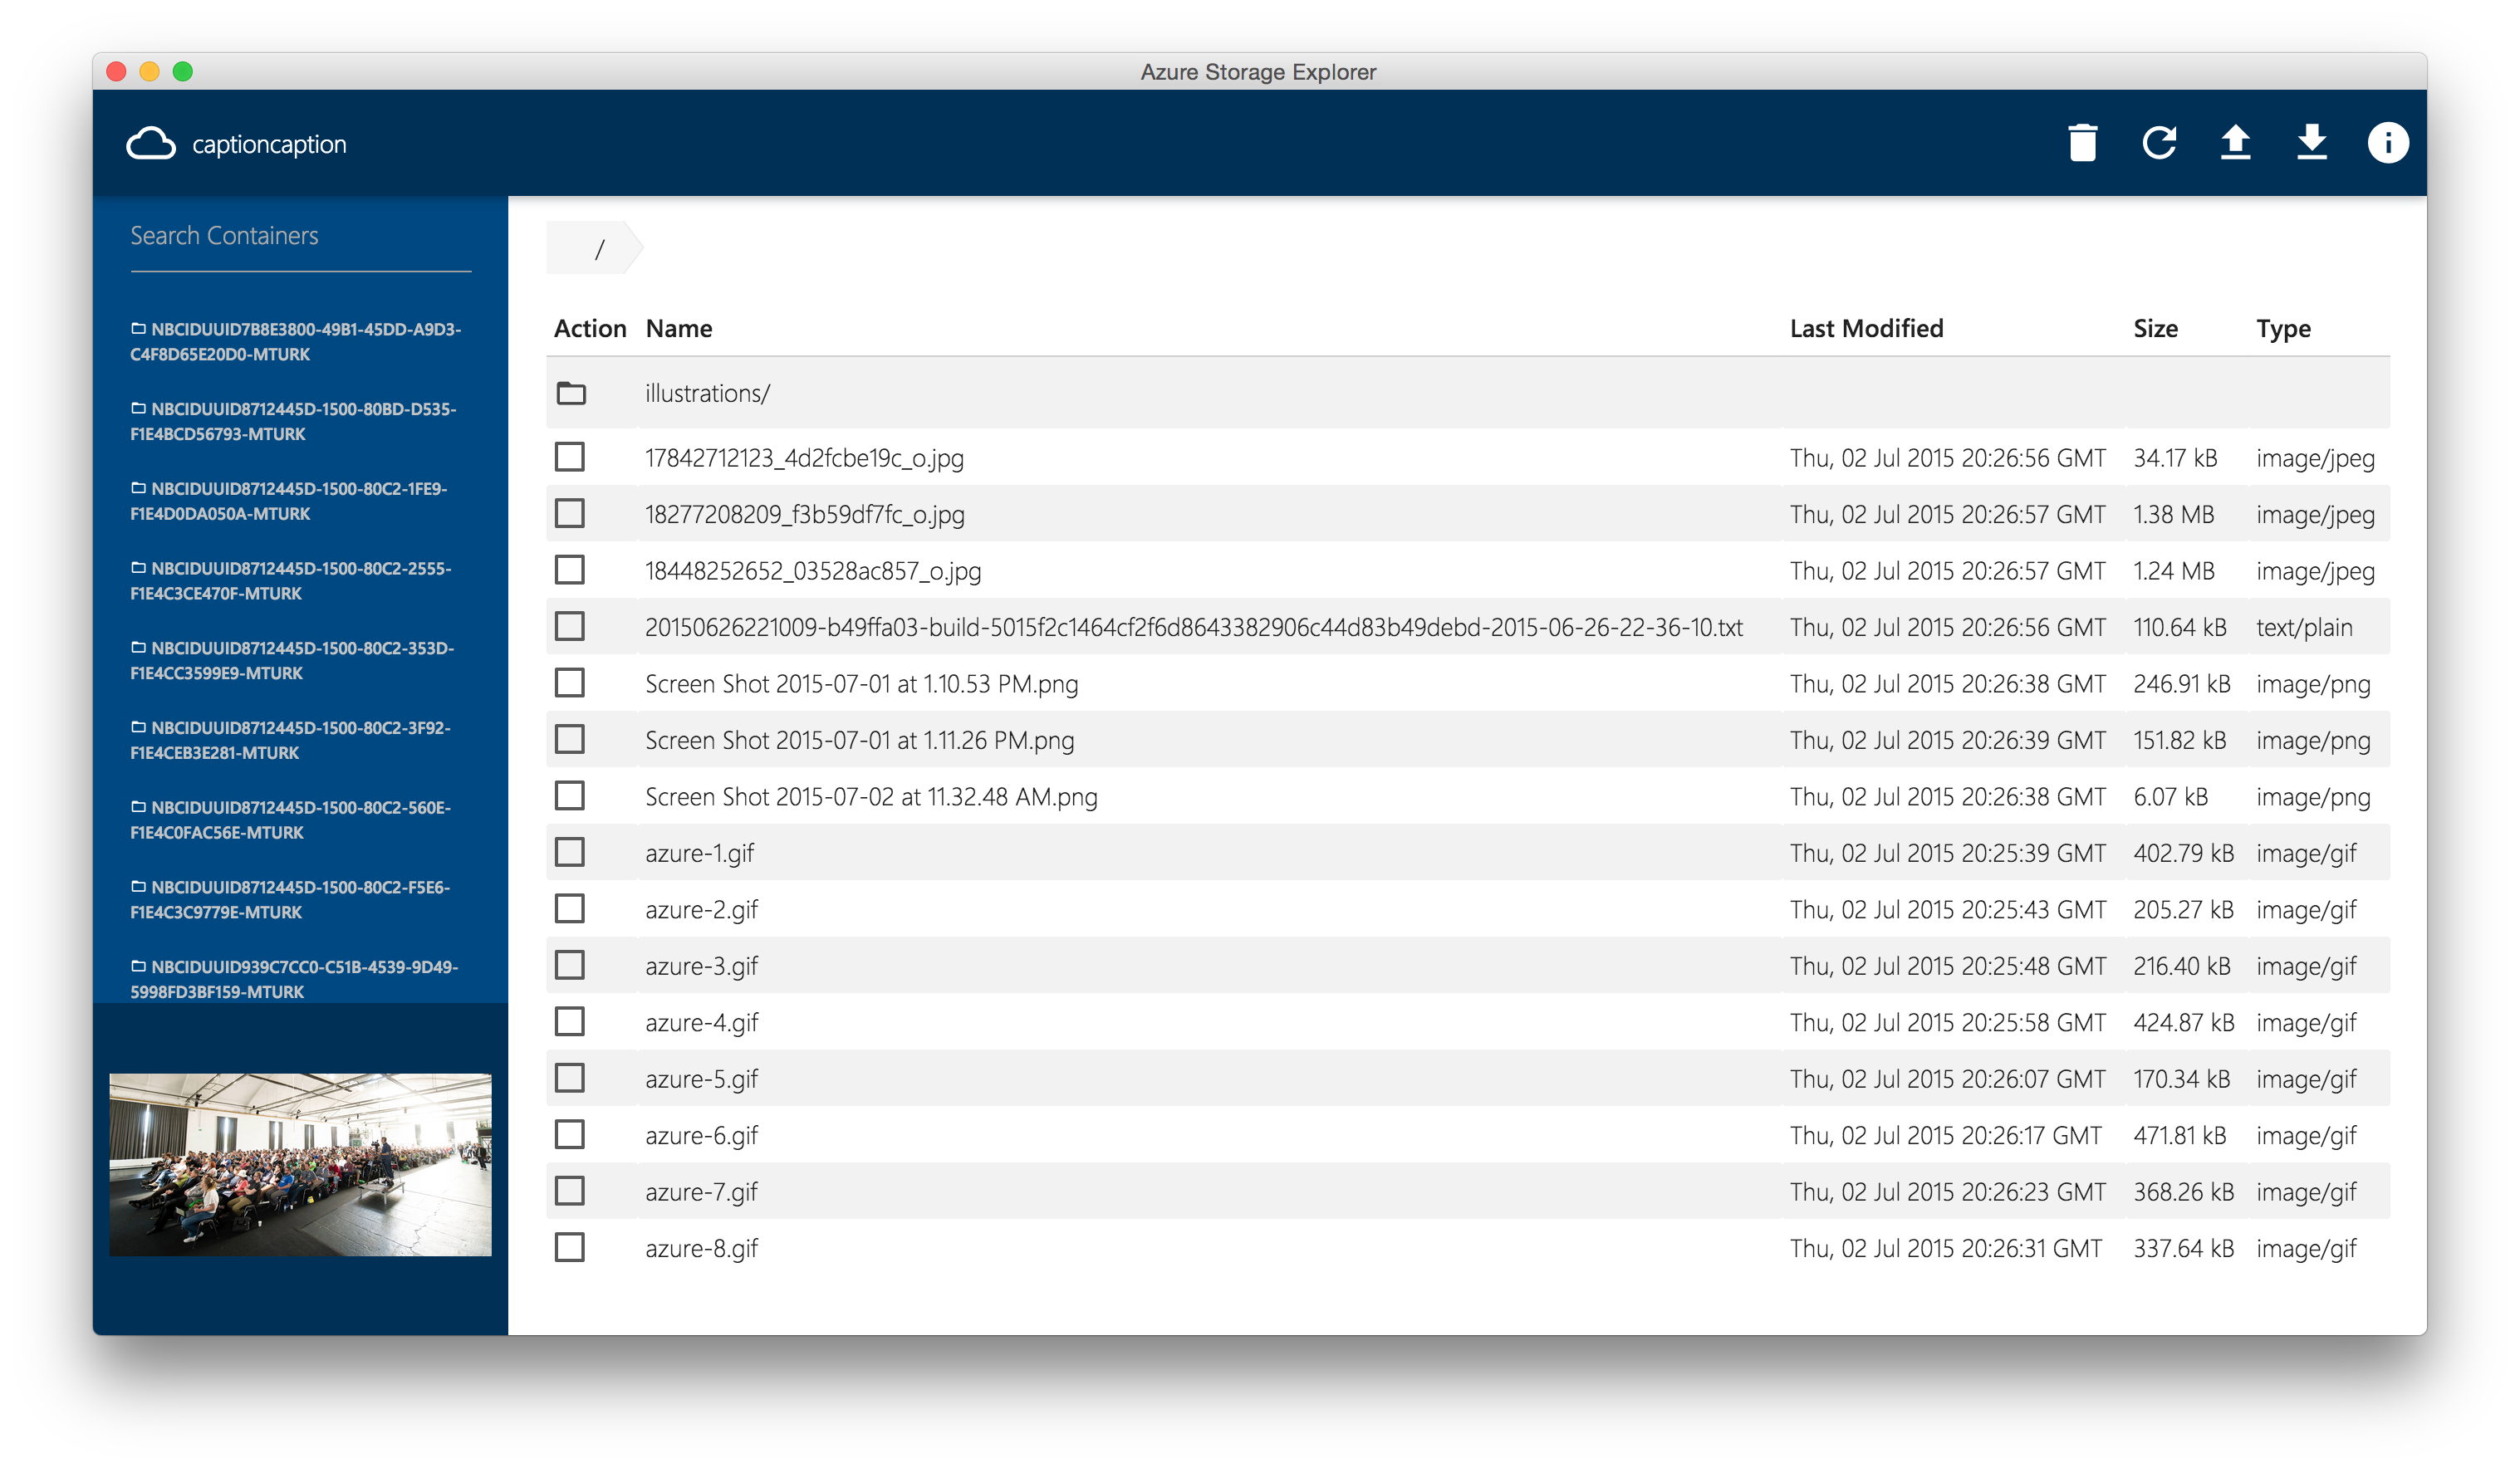 Azure Storage Explorer
captioncaption
Search Containers
NBCIDUUID7B8E3800-49B1-45DD-A9D3-
C4F8D65E20D0-MTURK
NBCIDUUID8712445D-1500-80BD-D535-
F1E4BCD56793-MTURK
NBCIDUUID8712445D-1500-80C2-1FE9-
F1E4D0DA050A-MTURK
NBCIDUUID8712445D-1500-80C2-2555-
F1E4C3CE470F-MTURK
NBCIDUUID8712445D-1500-80C2-353D-
F1E4CC3599E9-MTURK
NBCIDUUID8712445D-1500-80C2-3F92-
F1E4CEB3E281-MTURK
NBCIDUUID8712445D-1500-80C2-560E-
F1E4C0FAC56E-MTURK
NBCIDUUID8712445D-1500-80C2-F5E6-
F1E4C3C9779E-MTURK
NBCIDUUID939C7CC0-C51B-4539-9D49-
5998FD3BF159-MTURK
/
Action Name Last Modified Size Type
illustrations/
17842712123_4d2fcbe19c_o.jpg Thu, 02 Jul 2015 20:26:56 GMT 34.17 kB image/jpeg
18277208209_f3b59df7fc_o.jpg Thu, 02 Jul 2015 20:26:57 GMT 1.38 MB image/jpeg
18448252652_03528ac857_o.jpg Thu, 02 Jul 2015 20:26:57 GMT 1.24 MB image/jpeg
20150626221009-b49ffa03-build-5015f2c1464cf2f6d8643382906c44d83b49debd-2015-06-26-22-36-10.txt Thu, 02 Jul 2015 20:26:56 GMT 110.64 kB text/plain
Screen Shot 2015-07-01 at 1.10.53 PM.png Thu, 02 Jul 2015 20:26:38 GMT 246.91 kB image/png
Screen Shot 2015-07-01 at 1.11.26 PM.png Thu, 02 Jul 2015 20:26:39 GMT 151.82 kB image/png
Screen Shot 2015-07-02 at 11.32.48 AM.png Thu, 02 Jul 2015 20:26:38 GMT 6.07 kB image/png
azure-1.gif Thu, 02 Jul 2015 20:25:39 GMT 402.79 kB image/gif
azure-2.gif Thu, 02 Jul 2015 20:25:43 GMT 205.27 kB image/gif
azure-3.gif Thu, 02 Jul 2015 20:25:48 GMT 216.40 kB image/gif
azure-4.gif Thu, 02 Jul 2015 20:25:58 GMT 424.87 kB image/gif
azure-5.gif Thu, 02 Jul 2015 20:26:07 GMT 170.34 kB image/gif
azure-6.gif Thu, 02 Jul 2015 20:26:17 GMT 471.81 kB image/gif
azure-7.gif Thu, 02 Jul 2015 20:26:23 GMT 368.26 kB image/gif
azure-8.gif Thu, 02 Jul 2015 20:26:31 GMT 337.64 kB image/gif